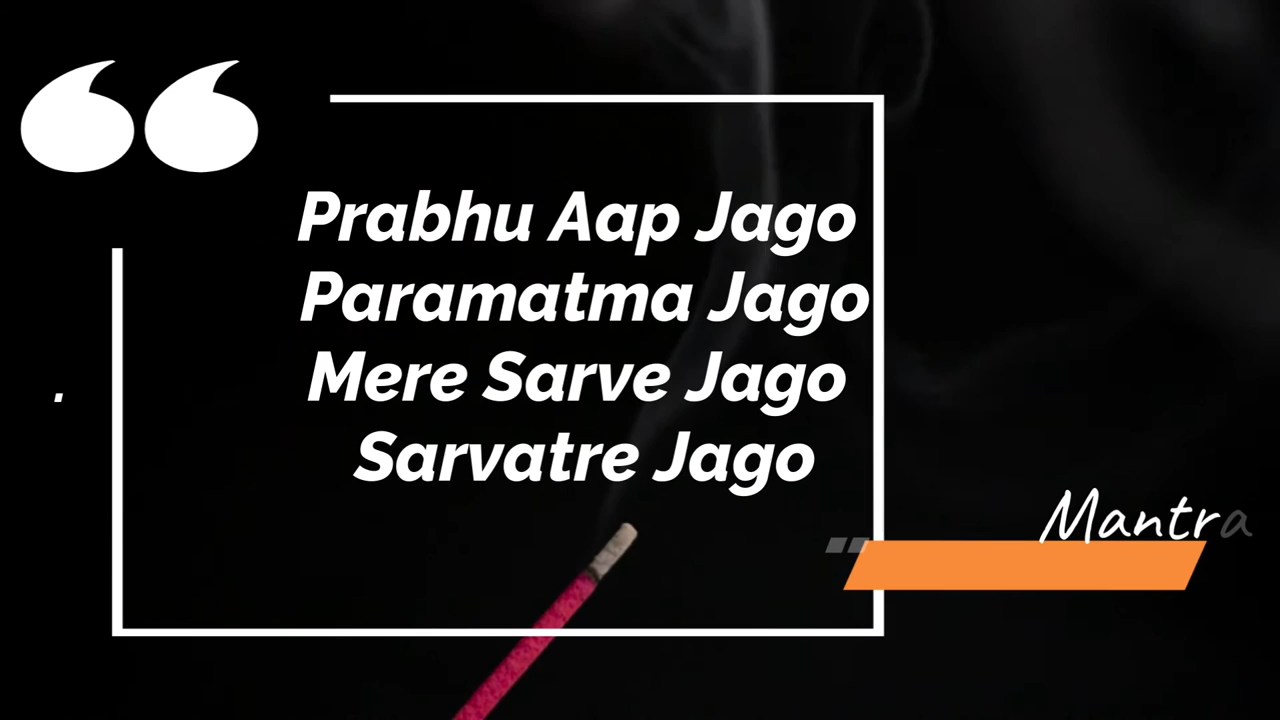 “
Prabhu Aap Jago
Paramatma Jago
Mere Sarve Jago
.
Sarvatre Jago
Mantra
"